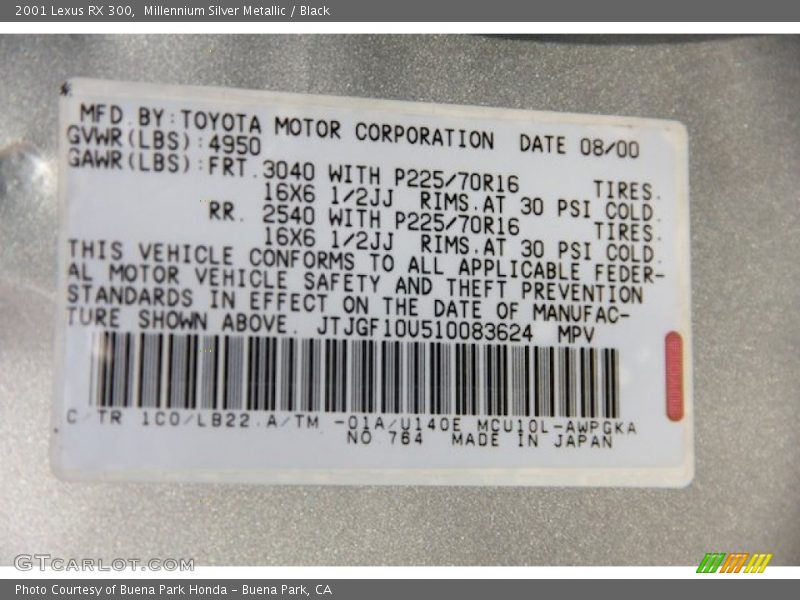 2001 Lexus RX 300,  Millennium Silver Metallic / Black
MFD.BY:TOYOTA MOTOR CORPORATION   DATE 08/00
GVWR(LBS):4950
GAWR(LBS):FRT.3040 WITH P225/70R16       TIRES.
16X6 1/2JJ  RIMS.AT 30 PSI COLD.
RR. 2540 WITH P225/70R16       TIRES.
16X6 1/2JJ  RIMS.AT 30 PSI COLD.
THIS VEHICLE CONFORMS TO ALL APPLICABLE FEDER-
AL MOTOR VEHICLE SAFETY AND THEFT PREVENTION
STANDARDS IN EFFECT ON THE DATE OF MANUFAC-
TURE SHOWN ABOVE. JTJGF10U510083624  MPV
C/TR 1C0/LB22.A/TM -01A/U140E MCU10L-AWPGKA
NO.764  MADE IN JAPAN
GTCARLOT.COM
Photo Courtesy of Buena Park Honda - Buena Park, CA